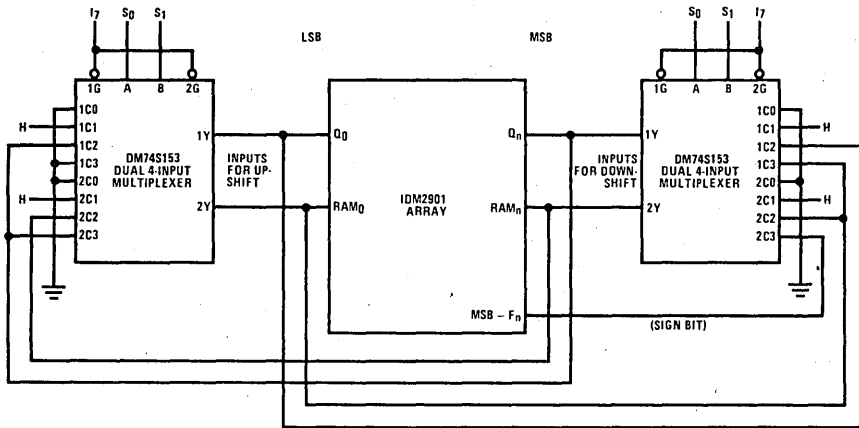 I7 S0 S1
LSB
MSB
S0 S1 I7
1G A B 2G
1G A B 2G
1C0
1C1
1C2
1C3
2C0
2C1
2C2
2C3
H
H
DM74S153
DUAL 4-INPUT
MULTIPLEXER
1Y
2Y
INPUTS
FOR UP-
SHIFT
Q0
RAM0
IDM2901
ARRAY
Qn
RAMn
MSB – Fn
INPUTS
FOR DOWN-
SHIFT
1Y
2Y
DM74S153
DUAL 4-INPUT
MULTIPLEXER
1C0
1C1
1C2
1C3
2C0
2C1
2C2
2C3
H
H
(SIGN BIT)